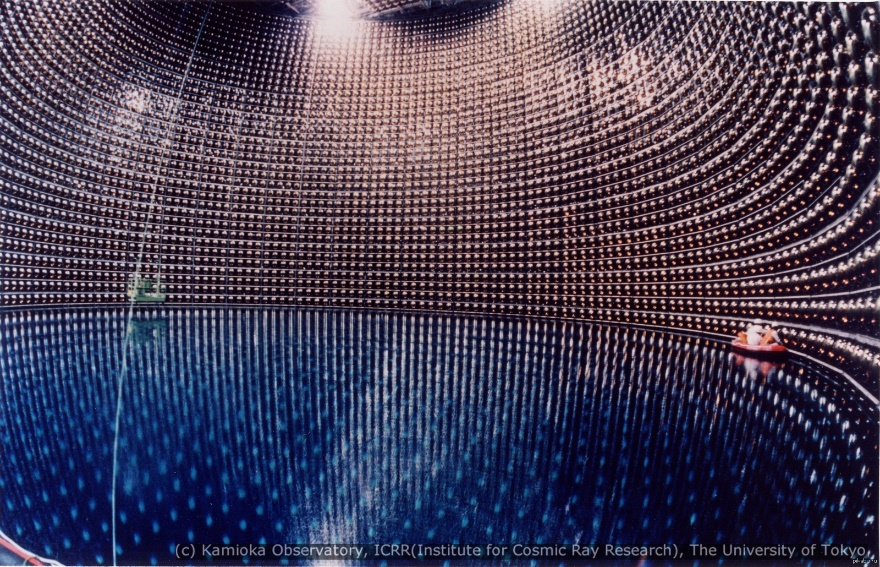 (c) Kamioka Observatory, ICRR(Institute for Cosmic Ray Research), The University of Tokyo